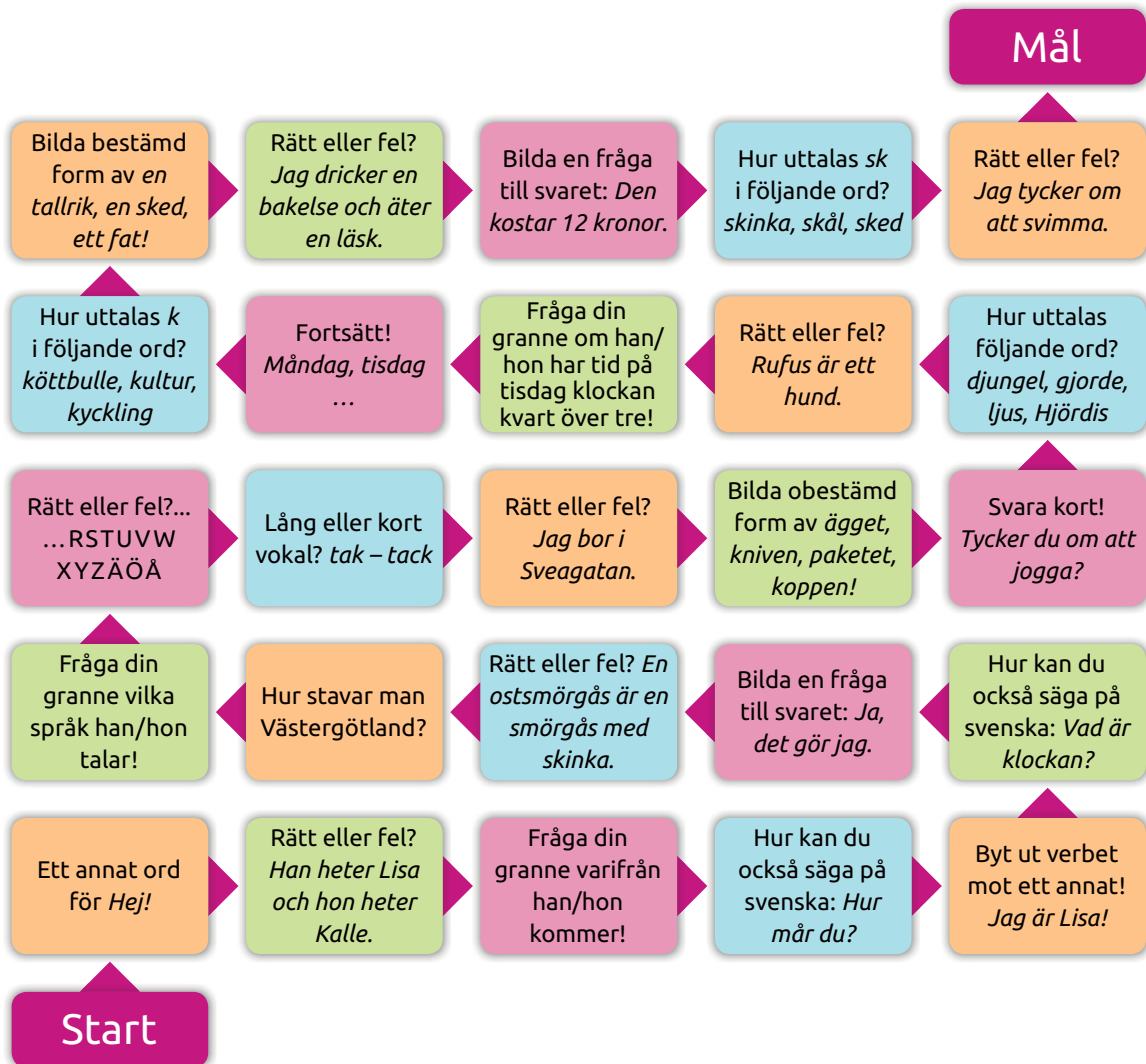 Mål
Bilda bestämd
form av en
tallrik, en sked,
ett fat!
Rätt eller fel?
Jag dricker en
bakelse och äter
en läsk.
Bilda en fråga
till svaret: Den
kostar 12 kronor.
Hur uttalas sk
i följande ord?
skinka, skål, sked
Rätt eller fel?
Jag tycker om
att svimma.
Hur uttalas k
i följande ord?
köttbulle, kultur,
kyckling
Fortsätt!
Måndag, tisdag
…
Fråga din
granne om han/
hon har tid på
tisdag klockan
kvart över tre!
Rätt eller fel?
Rufus är ett
hund.
Hur uttalas
följande ord?
djungel, gjorde,
ljus, Hjördis
Rätt eller fel?...
…RSTUVW
XYZÄÖÅ
Lång eller kort
vokal? tak – tack
Rätt eller fel?
Jag bor i
Sveagatan.
Bilda obestämd
form av ägget,
kniven, paketet,
koppen!
Svara kort!
Tycker du om att
jogga?
Fråga din
granne vilka
språk han/hon
talar!
Hur stavar man
Västergötland?
Rätt eller fel? En
ostsmörgås är en
smörgås med
skinka.
Bilda en fråga
till svaret: Ja,
det gör jag.
Hur kan du
också säga på
svenska: Vad är
klockan?
Ett annat ord
för Hej!
Rätt eller fel?
Han heter Lisa
och hon heter
Kalle.
Fråga din
granne varifrån
han/hon
kommer!
Hur kan du
också säga på
svenska: Hur
mår du?
Byt ut verbet
mot ett annat!
Jag är Lisa!
Start